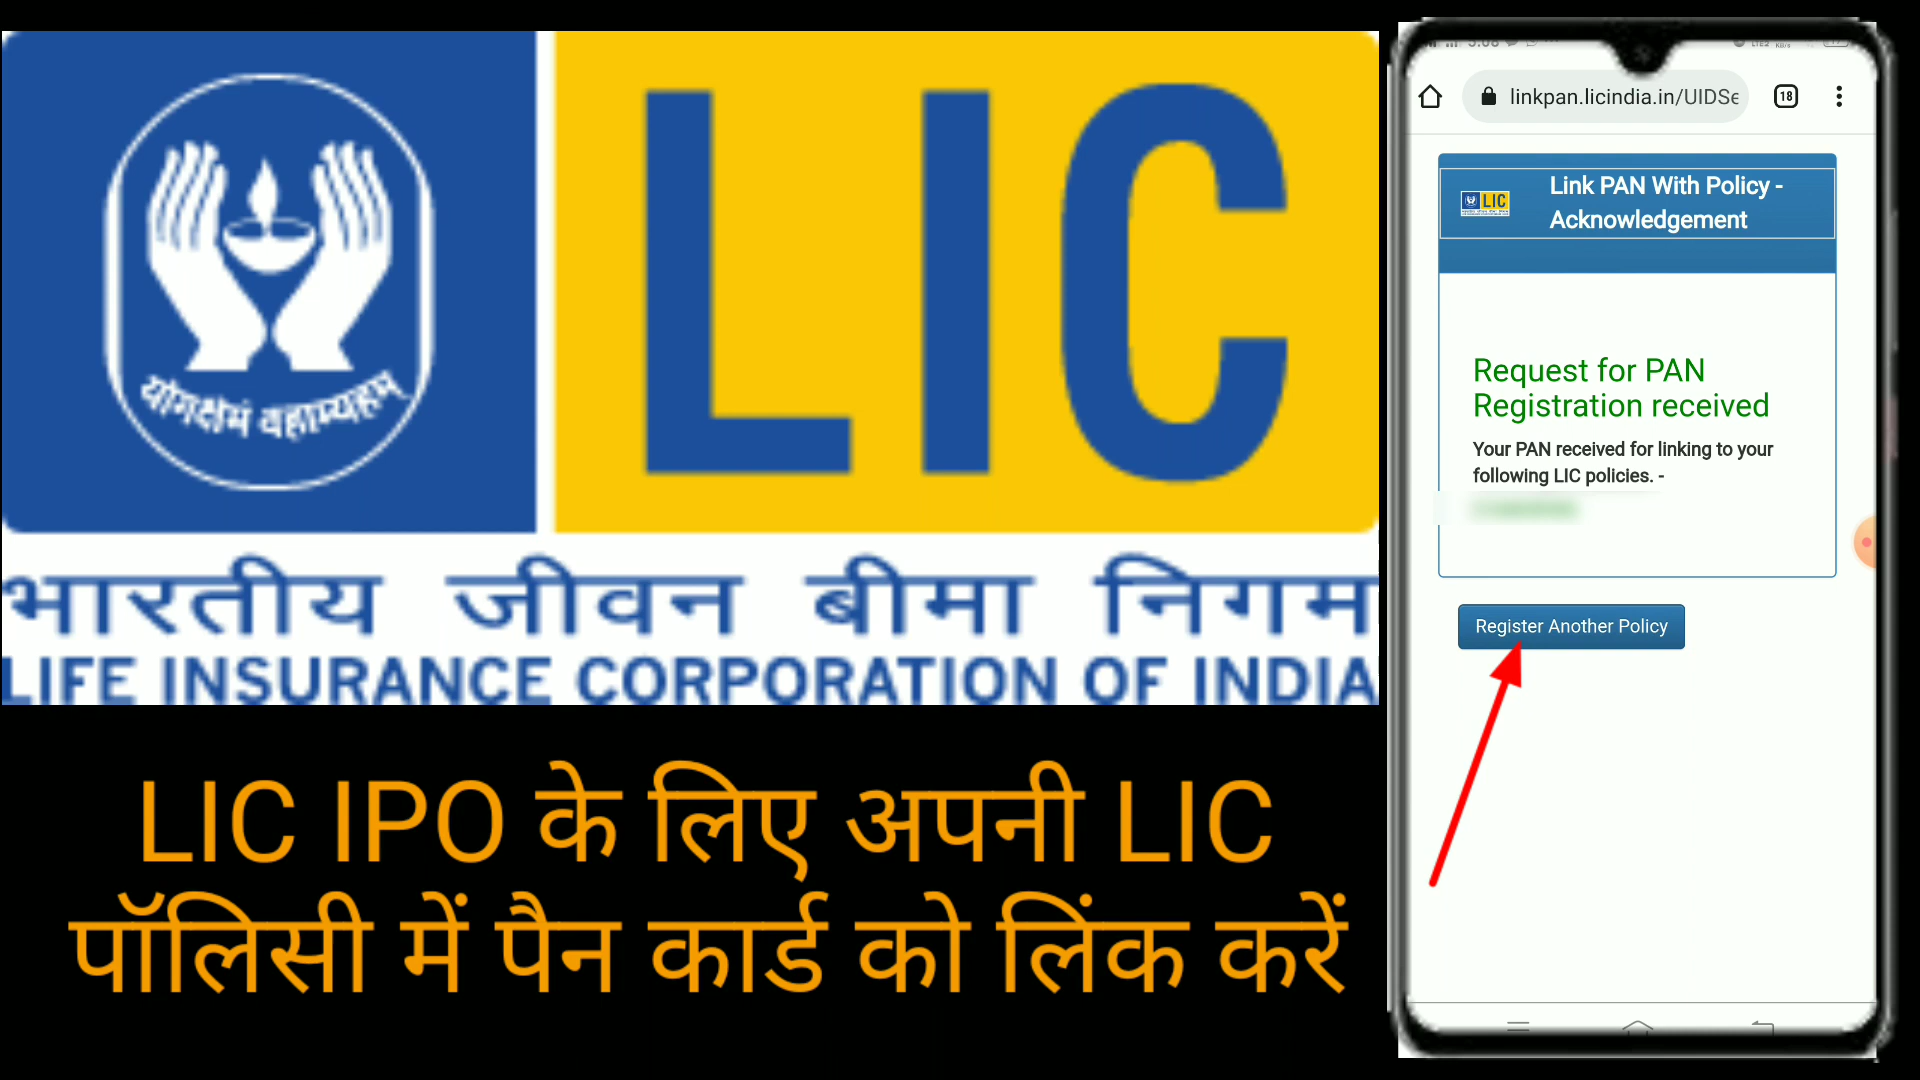 योगक्षेमं वहाम्यहम्
LIC
भारतीय जीवन बीमा निगम
LIFE INSURANCE CORPORATION OF INDIA
LIC IPO के लिए अपनी LIC
पॉलिसी में पैन कार्ड को लिंक करें
linkpan.licindia.in/UIDSe
18
LIC
Link PAN With Policy -
Acknowledgement
Request for PAN
Registration received
Your PAN received for linking to your
following LIC policies. -
Register Another Policy